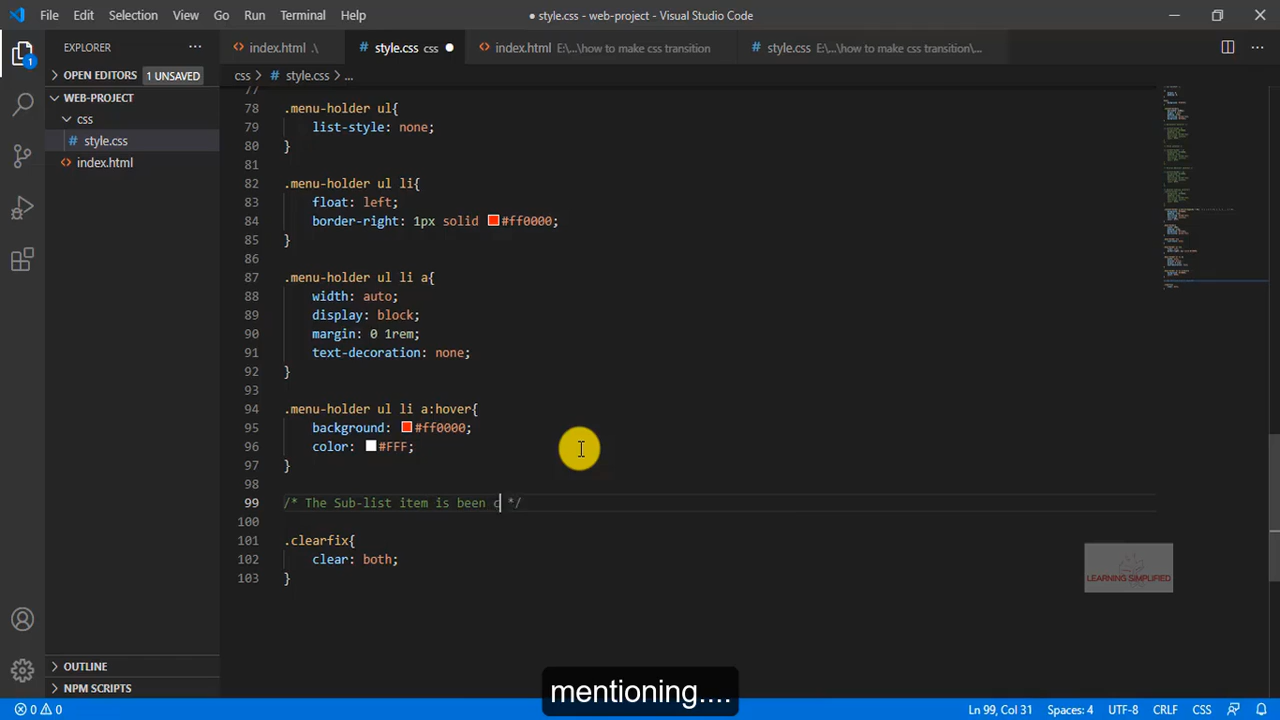 File Edit Selection View Go Run Terminal Help
● style.css - web-project - Visual Studio Code
EXPLORER ...
index.html .\
style.css css ●
index.html E:\...\how to make css transition
style.css E:\...\how to make css transition\...
...
1
OPEN EDITORS 1 UNSAVED
css > # style.css > ...
WEB-PROJECT
css
# style.css
index.html
77
78 .menu-holder ul{
79 list-style: none;
80 }
81
82 .menu-holder ul li{
83 float: left;
84 border-right: 1px solid #ff0000;
85 }
86
87 .menu-holder ul li a{
88 width: auto;
89 display: block;
90 margin: 0 1rem;
91 text-decoration: none;
92 }
93
94 .menu-holder ul li a:hover{
95 background: #ff0000;
96 color: #FFF;
97 }
98
99 /* The Sub-list item is been c */
100
101 .clearfix{
102 clear: both;
103 }
LEARNING SIMPLIFIED
OUTLINE
NPM SCRIPTS
mentioning....
0 0 Ln 99, Col 31 Spaces: 4 UTF-8 CRLF CSS